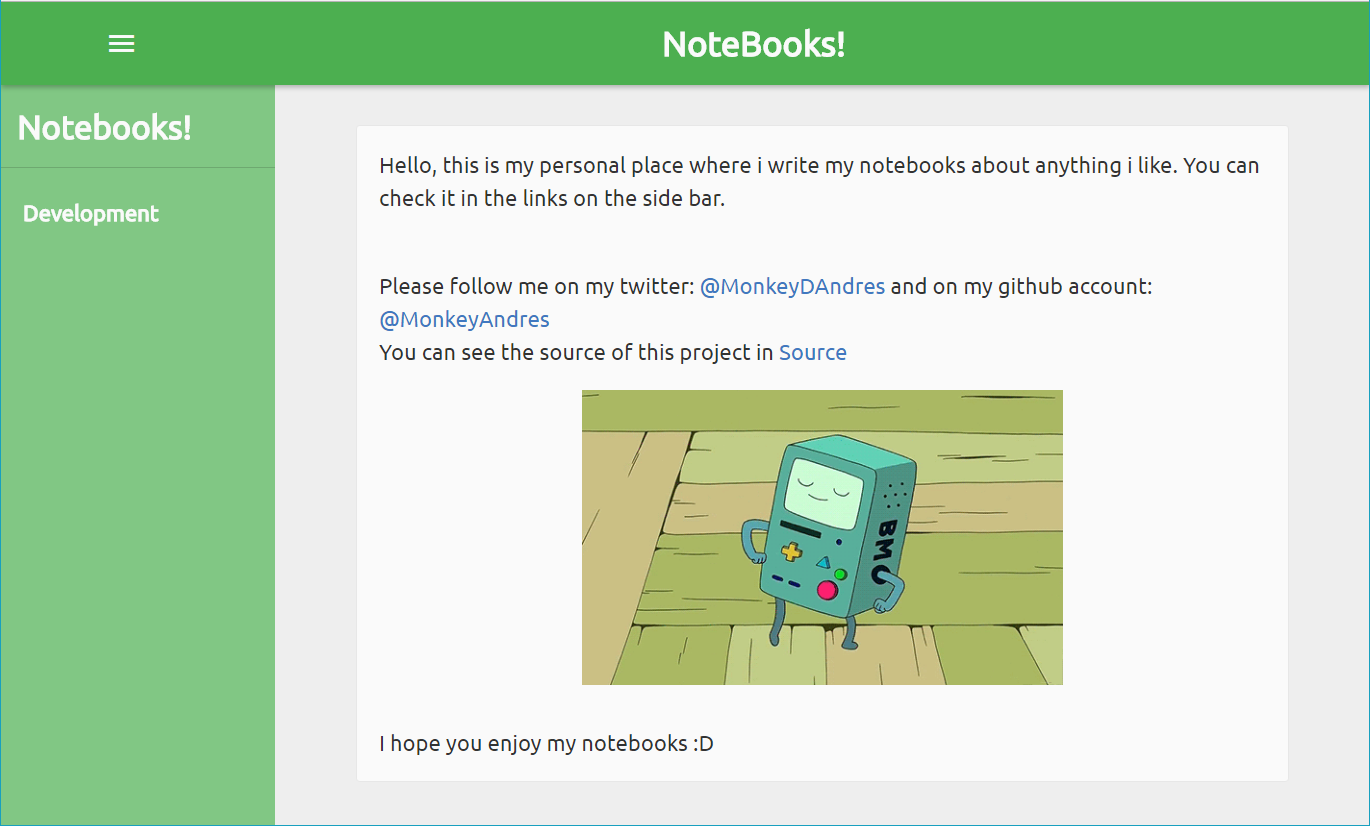 NoteBooks!
Notebooks!
Development
Hello, this is my personal place where i write my notebooks about anything i like. You can
check it in the links on the side bar.
Please follow me on my twitter: @MonkeyDAndres and on my github account:
@MonkeyAndres
You can see the source of this project in Source
BMO
I hope you enjoy my notebooks :D